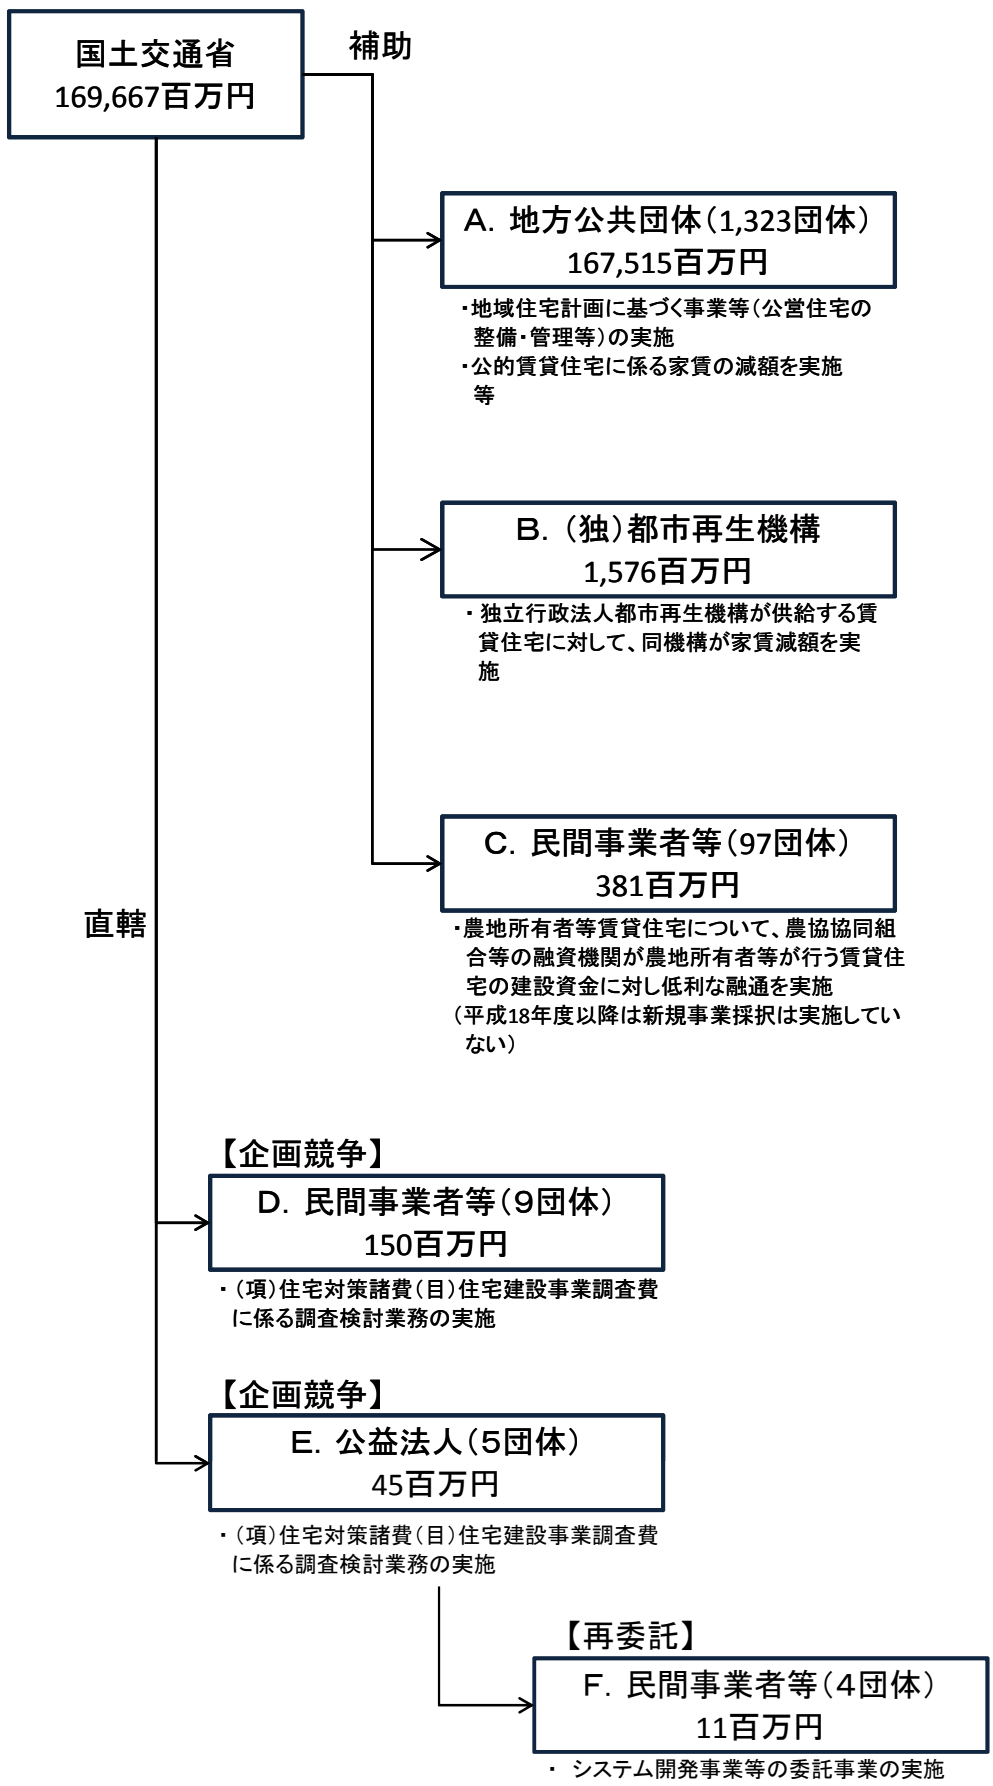 国土交通省
169,667百万円
補助
A. 地方公共団体(1,323団体)
167,515百万円
・地域住宅計画に基づく事業等(公営住宅の
整備・管理等)の実施
・公的賃貸住宅に係る家賃の減額を実施
等
B. (独)都市再生機構
1,576百万円
・ 独立行政法人都市再生機構が供給する賃
貸住宅に対して、同機構が家賃減額を実
施
C. 民間事業者等(97団体)
381百万円
・農地所有者等賃貸住宅について、農協協同組
合等の融資機関が農地所有者等が行う賃貸住
宅の建設資金に対し低利な融通を実施
(平成18年度以降は新規事業採択は実施してい
ない)
直轄
【企画競争】
D. 民間事業者等(9団体)
150百万円
・(項)住宅対策諸費(目)住宅建設事業調査費
に係る調査検討業務の実施
【企画競争】
E. 公益法人(5団体)
45百万円
・(項)住宅対策諸費(目)住宅建設事業調査費
に係る調査検討業務の実施
【再委託】
F. 民間事業者等(4団体)
11百万円
・ システム開発事業等の委託事業の実施